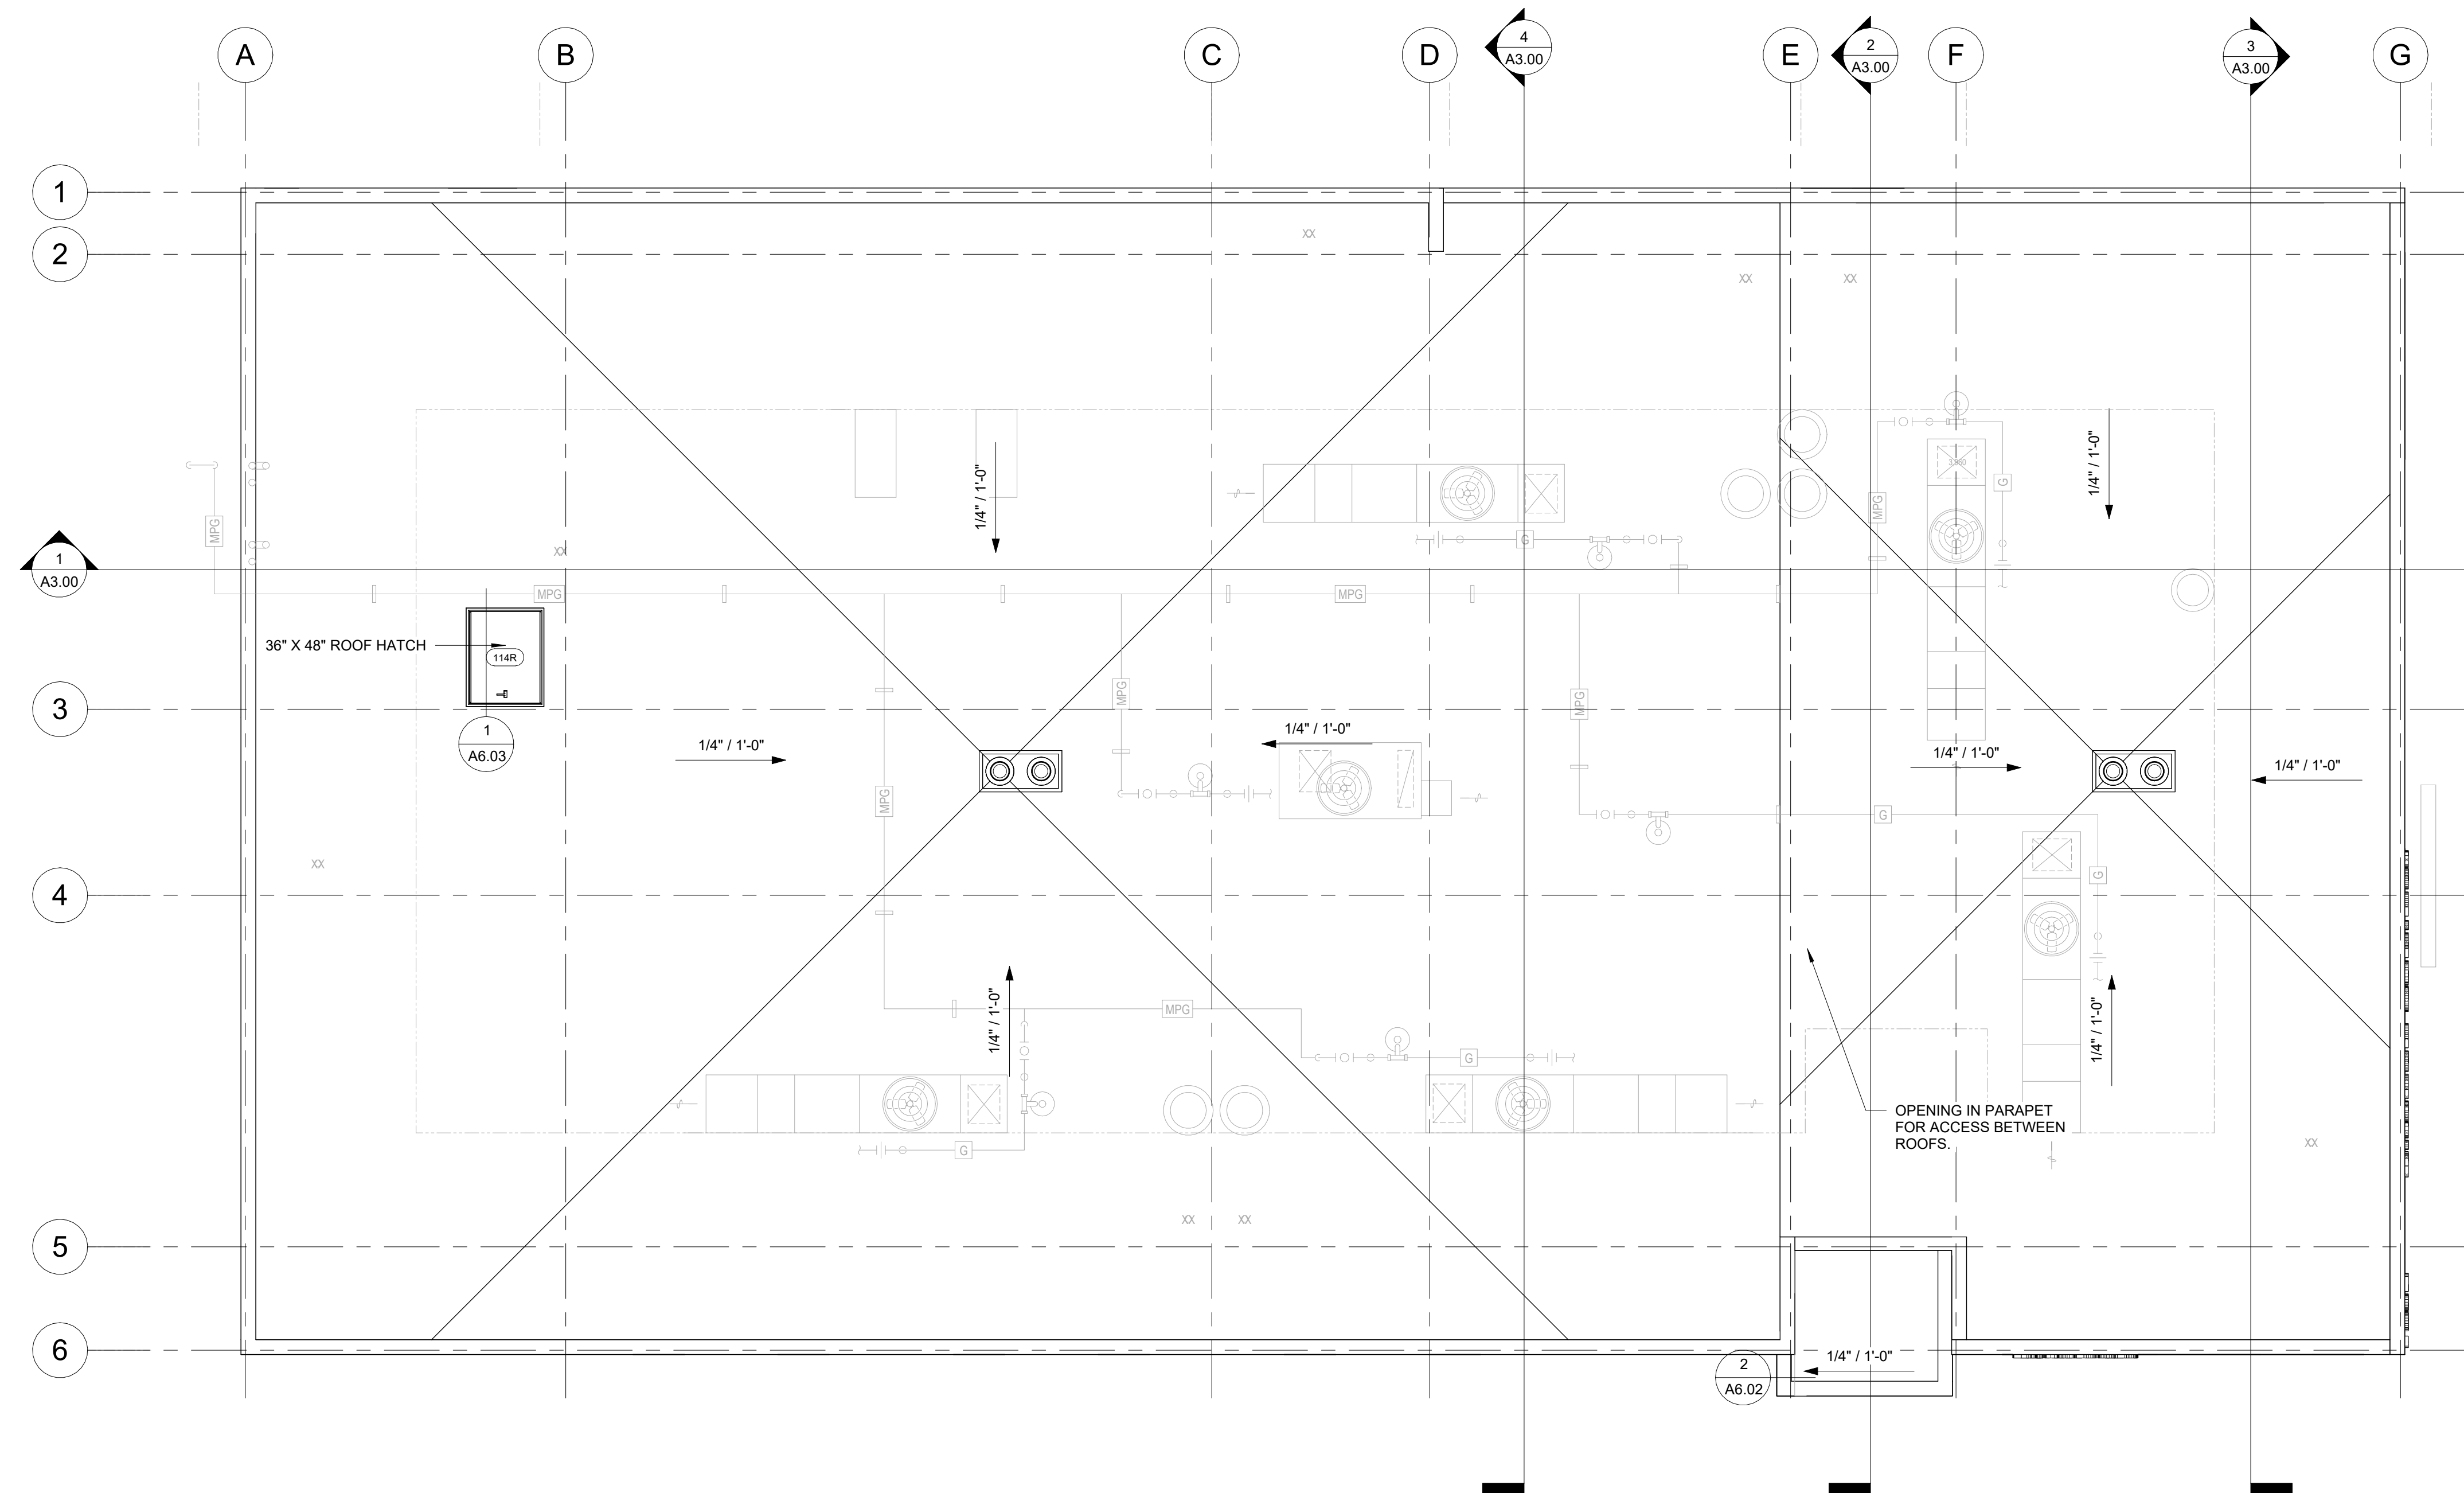 A
B
C
D
4
A3.00
E
2
A3.00
F
3
A3.00
G
1
2
XX
XX
XX
1/4" / 1'-0"
1/4" / 1'-0"
3,950
G
MPG
MPG
G
1
A3.00
XX
MPG
MPG
36" X 48" ROOF HATCH
114R
MPG
MPG
3
1
A6.03
1/4" / 1'-0"
1/4" / 1'-0"
1/4" / 1'-0"
1/4" / 1'-0"
MPG
G
XX
G
4
1/4" / 1'-0"
MPG
1/4" / 1'-0"
G
G
OPENING IN PARAPET
FOR ACCESS BETWEEN
ROOFS.
XX
XX
XX
5
6
2
A6.02
1/4" / 1'-0"